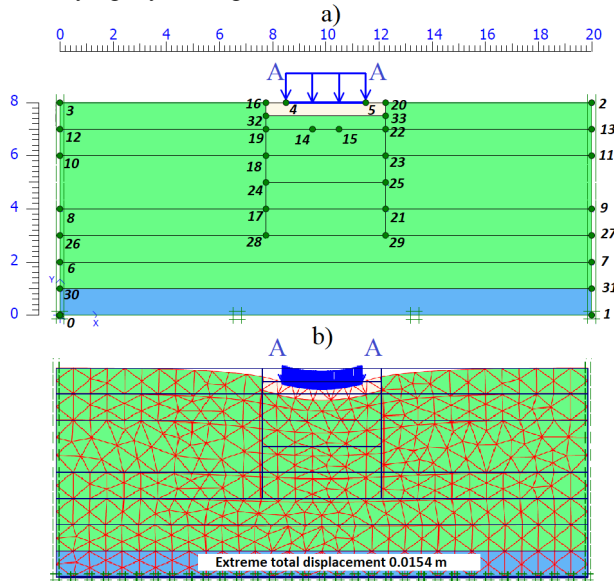 a)
0 2 4 6 8 10 12 14 16 18 20
A A
8 3 16 4 5 20 2
32 33
12 19 14 15 22 13
6 10 18 23 11
24 25
4 8 17 21 9
26 28 29 27
2 6 7
Y 30 31
0 0 X 1
b)
A A
Extreme total displacement 0.0154 m